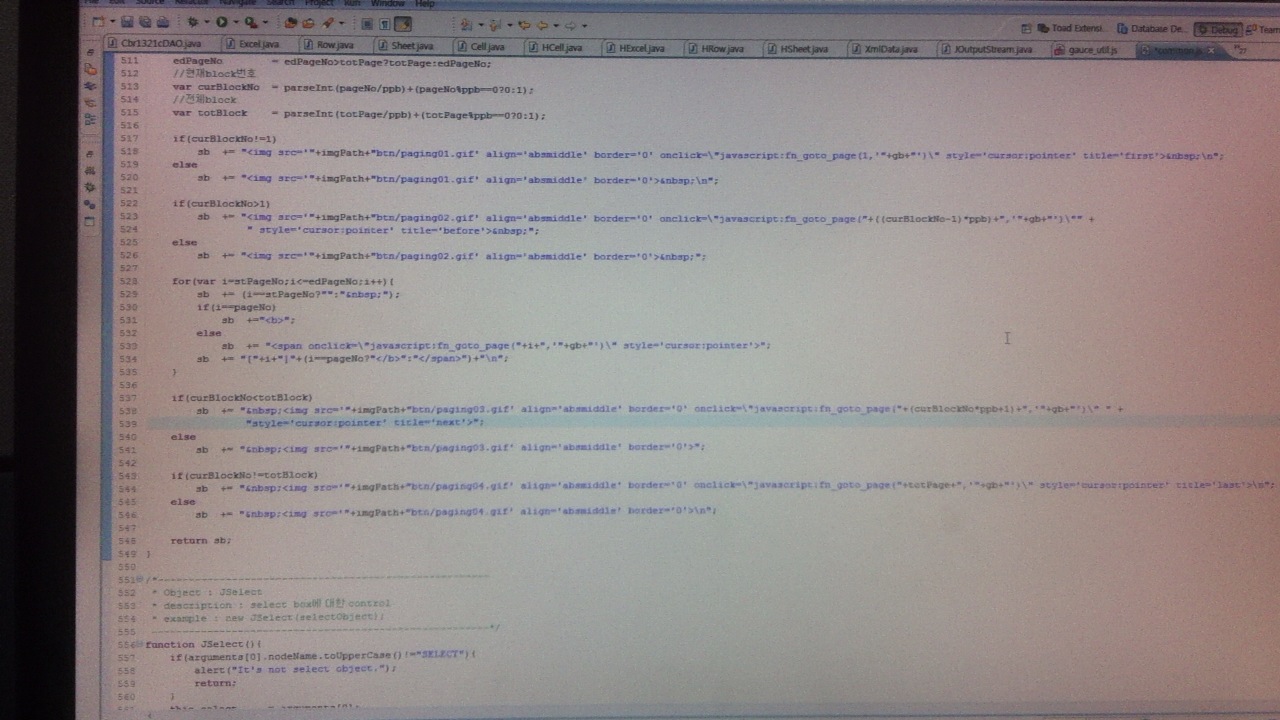 File Edit Source Refactor Navigate Search Project Run Window Help
Toad Extensi... Database De... Debug Team
Cbr1321cDAO.java Excel.java Row.java Sheet.java Cell.java HCell.java HExcel.java HRow.java HSheet.java XmlData.java JOutputStream.java gauce_util.js
511 edPageNo = edPageNo>totPage?totPage:edPageNo;
512 //현재block번호
513 var curBlockNo = parseInt(pageNo/ppb)+(pageNo%ppb==0?0:1);
514 //전체block
515 var totBlock = parseInt(totPage/ppb)+(totPage%ppb==0?0:1);
516
517 if(curBlockNo!=1)
518 sb += "<img src='"+imgPath+"btn/paging01.gif' align='absmiddle' border='0' onclick=\"javascript:fn_goto_page(1,'"+gb+"')\" style='cursor:pointer' title='first'>&nbsp;\n";
519 else
520 sb += "<img src='"+imgPath+"btn/paging01.gif' align='absmiddle' border='0'>&nbsp;\n";
521
522 if(curBlockNo>1)
523 sb += "<img src='"+imgPath+"btn/paging02.gif' align='absmiddle' border='0' onclick=\"javascript:fn_goto_page("+((curBlockNo-1)*ppb)+",'"+gb+"')\"" +
524 " style='cursor:pointer' title='before'>&nbsp;";
525 else
526 sb += "<img src='"+imgPath+"btn/paging02.gif' align='absmiddle' border='0'>&nbsp;";
527
528 for(var i=stPageNo;i<=edPageNo;i++){
529 sb += (i==stPageNo?"":"&nbsp;");
530 if(i==pageNo)
531 sb +="<b>";
532 else
533 sb += "<span onclick=\"javascript:fn_goto_page("+i+",'"+gb+"')\" style='cursor:pointer'>";
534 sb += "["+i+"]"+(i==pageNo?"</b>":"</span>")+"\n";
535 }
536
537 if(curBlockNo<totBlock)
538 sb += "&nbsp;<img src='"+imgPath+"btn/paging03.gif' align='absmiddle' border='0' onclick=\"javascript:fn_goto_page("+(curBlockNo*ppb+1)+",'"+gb+"')\" " +
539 "style='cursor:pointer' title='next'>";
540 else
541 sb += "&nbsp;<img src='"+imgPath+"btn/paging03.gif' align='absmiddle' border='0'>";
542
543 if(curBlockNo!=totBlock)
544 sb += "&nbsp;<img src='"+imgPath+"btn/paging04.gif' align='absmiddle' border='0' onclick=\"javascript:fn_goto_page("+totPage+",'"+gb+"')\" style='cursor:pointer' title='last'>\n";
545 else
546 sb += "&nbsp;<img src='"+imgPath+"btn/paging04.gif' align='absmiddle' border='0'>\n";
547
548 return sb;
549 }
550
551 /*----------------------------------------------------
552 * Object : JSelect
553 * description : select box에 대한 control
554 * example : new JSelect(selectObject);
555 ----------------------------------------------------*/
556 function JSelect(){
557 if(arguments[0].nodeName.toUpperCase()!="SELECT"){
558 alert("It's not select object.");
559 return;
560 }